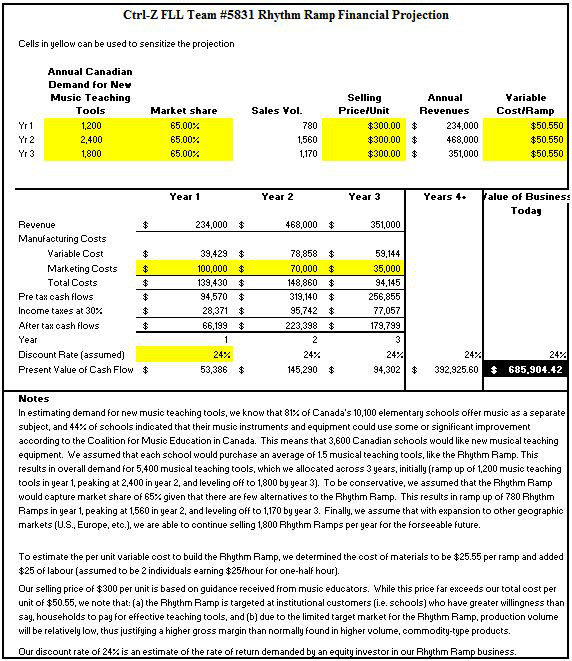 Ctrl-Z FLL Team #5831 Rhythm Ramp Financial Projection
Cells in yellow can be used to sensitize the projection
Annual Canadian Demand for New Music Teaching Tools Market share Sales Vol. Selling Price/Unit Annual Revenues Variable Cost/Ramp
Yr 1 1,200 65.00% 780 $300.00 $ 234,000 $50.550
Yr 2 2,400 65.00% 1,560 $300.00 $ 468,000 $50.550
Yr 3 1,800 65.00% 1,170 $300.00 $ 351,000 $50.550
Year 1 Year 2 Year 3 Years 4+ Value of Business Today
Revenue $ 234,000 $ 468,000 $ 351,000
Manufacturing Costs
Variable Cost $ 39,429 $ 78,858 $ 59,144
Marketing Costs $ 100,000 $ 70,000 $ 35,000
Total Costs $ 139,430 $ 148,860 $ 94,145
Pre tax cash flows $ 94,570 $ 319,140 $ 256,855
Income taxes at 30% $ 28,371 $ 95,742 $ 77,057
After tax cash flows $ 66,199 $ 223,398 $ 179,799
Year 1 2 3
Discount Rate (assumed) 24% 24% 24% 24% 24%
Present Value of Cash Flow $ 53,386 $ 145,290 $ 94,302 $ 392,925.60 $ 685,904.42
Notes
In estimating demand for new music teaching tools, we know that 81% of Canada's 10,100 elementary schools offer music as a separate
subject, and 44% of schools indicated that their music instruments and equipment could use some or significant improvement
according to the Coalition for Music Education in Canada. This means that 3,600 Canadian schools would like new musical teaching
equipment. We assumed that each school would purchase an average of 1.5 musical teaching tools, like the Rhythm Ramp. This
results in overall demand for 5,400 musical teaching tools, which we allocated across 3 years, initially (ramp up of 1,200 music teaching
tools in year 1, peaking at 2,400 in year 2, and leveling off to 1,800 by year 3). To be conservative, we assumed that the Rhythm Ramp
would capture market share of 65% given that there are few alternatives to the Rhythm Ramp. This results in ramp up of 780 Rhythm
Ramps in year 1, peaking at 1,560 in year 2, and leveling off to 1,170 by year 3. Finally, we assume that with expansion to other geographic
markets (U.S., Europe, etc.), we are able to continue selling 1,800 Rhythm Ramps per year for the forseeable future.
To estimate the per unit variable cost to build the Rhythm Ramp, we determined the cost of materials to be $25.55 per ramp and added
$25 of labour (assumed to be 2 individuals earning $25/hour for one-half hour).
Our selling price of $300 per unit is based on guidance received from music educators. While this price far exceeds our total cost per
unit of $50.55, we note that: (a) the Rhythm Ramp is targeted at institutional customers (i.e. schools) who have greater willingness than
say, households to pay for effective teaching tools, and (b) due to the limited target market for the Rhythm Ramp, production volume
will be relatively low, thus justifying a higher gross margin than normally found in higher volume, commodity-type products.
Our discount rate of 24% is an estimate of the rate of return demanded by an equity investor in our Rhythm Ramp business.